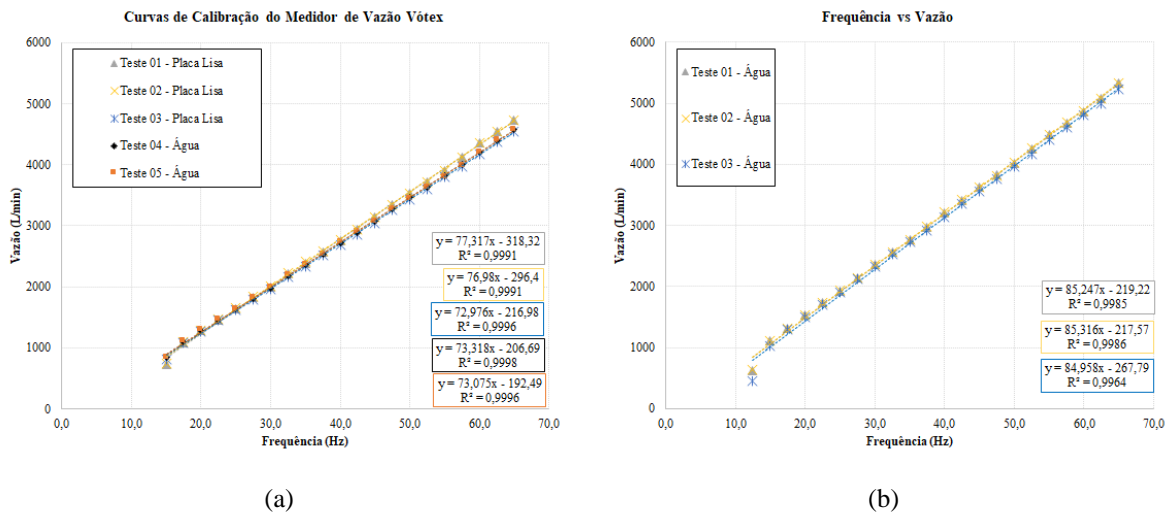 Curvas de Calibração do Medidor de Vazão Vótex
6000
5000
4000
3000
2000
1000
0
Vazão (L/min)
Teste 01 - Placa Lisa
Teste 02 - Placa Lisa
Teste 03 - Placa Lisa
Teste 04 - Água
Teste 05 - Água
y = 77,317x - 318,32
R² = 0,9991
y = 76,98x - 296,4
R² = 0,9991
y = 72,976x - 216,98
R² = 0,9996
y = 73,318x - 206,69
R² = 0,9998
y = 73,075x - 192,49
R² = 0,9996
0,0 10,0 20,0 30,0 40,0 50,0 60,0 70,0
Frequência (Hz)
(a)
Frequência vs Vazão
6000
5000
4000
3000
2000
1000
0
Vazão (L/min)
Teste 01 - Água
Teste 02 - Água
Teste 03 - Água
y = 85,247x - 219,22
R² = 0,9985
y = 85,316x - 217,57
R² = 0,9986
y = 84,958x - 267,79
R² = 0,9964
0,0 10,0 20,0 30,0 40,0 50,0 60,0 70,0
Frequência (Hz)
(b)